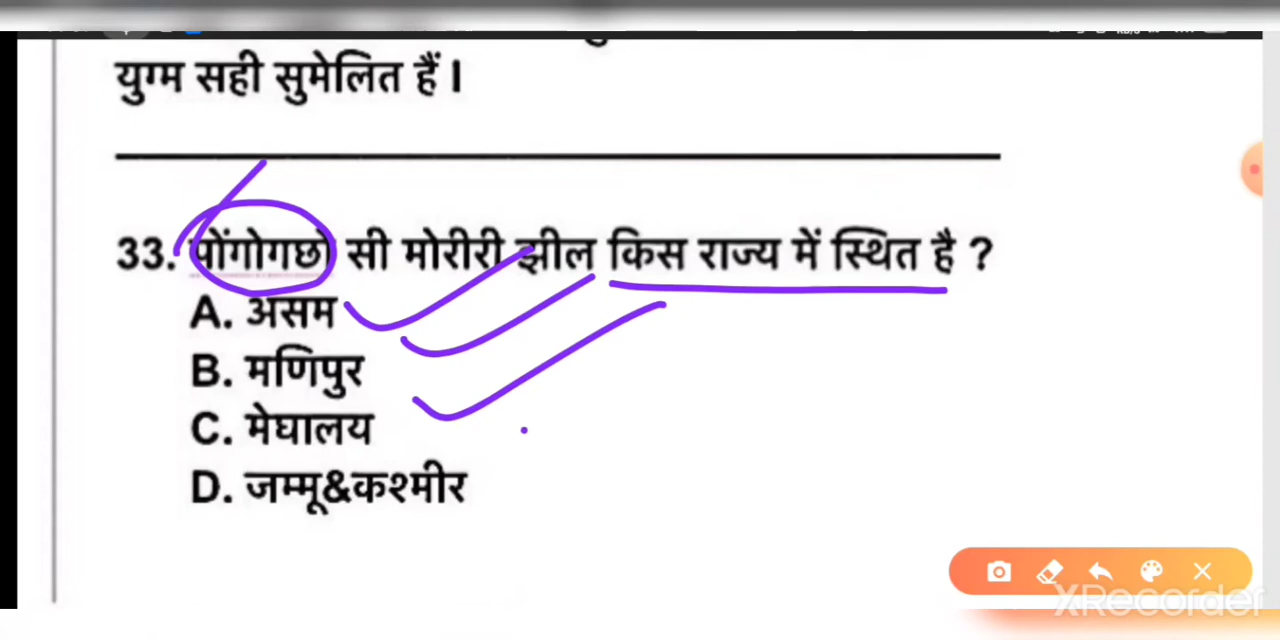 युग्म सही सुमेलित हैं।
33. पोंगोगछो सी मोरीरी झील किस राज्य में स्थित है ?
A. असम
B. मणिपुर
C. मेघालय
D. जम्मू&कश्मीर
XRecorder